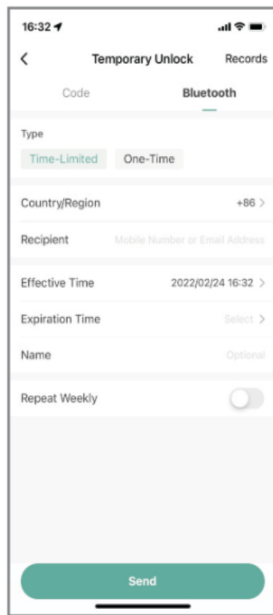 16:32
Temporary Unlock Records
Code Bluetooth
Type
Time-Limited One-Time
Country/Region +86
Recipient Mobile Number or Email Address
Effective Time 2022/02/24 16:32
Expiration Time Select
Name Optional
Repeat Weekly
Send